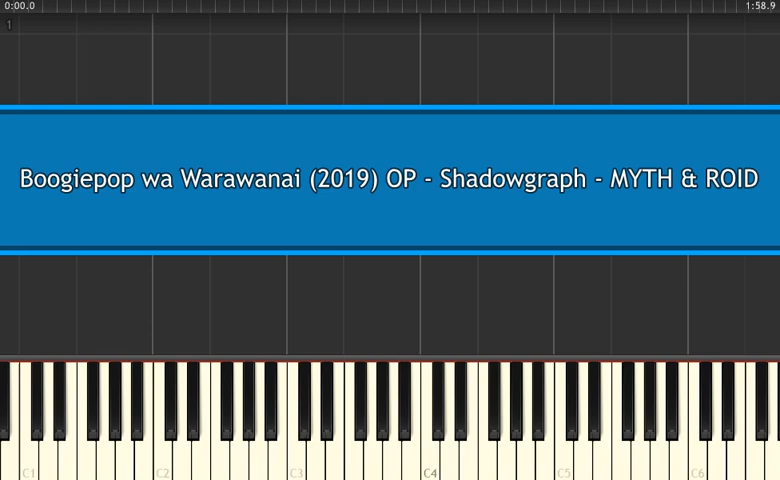 0:00.0 1:58.9
1
Boogiepop wa Warawanai (2019) OP - Shadowgraph - MYTH & ROID
C1 C2 C3 C4 C5 C6